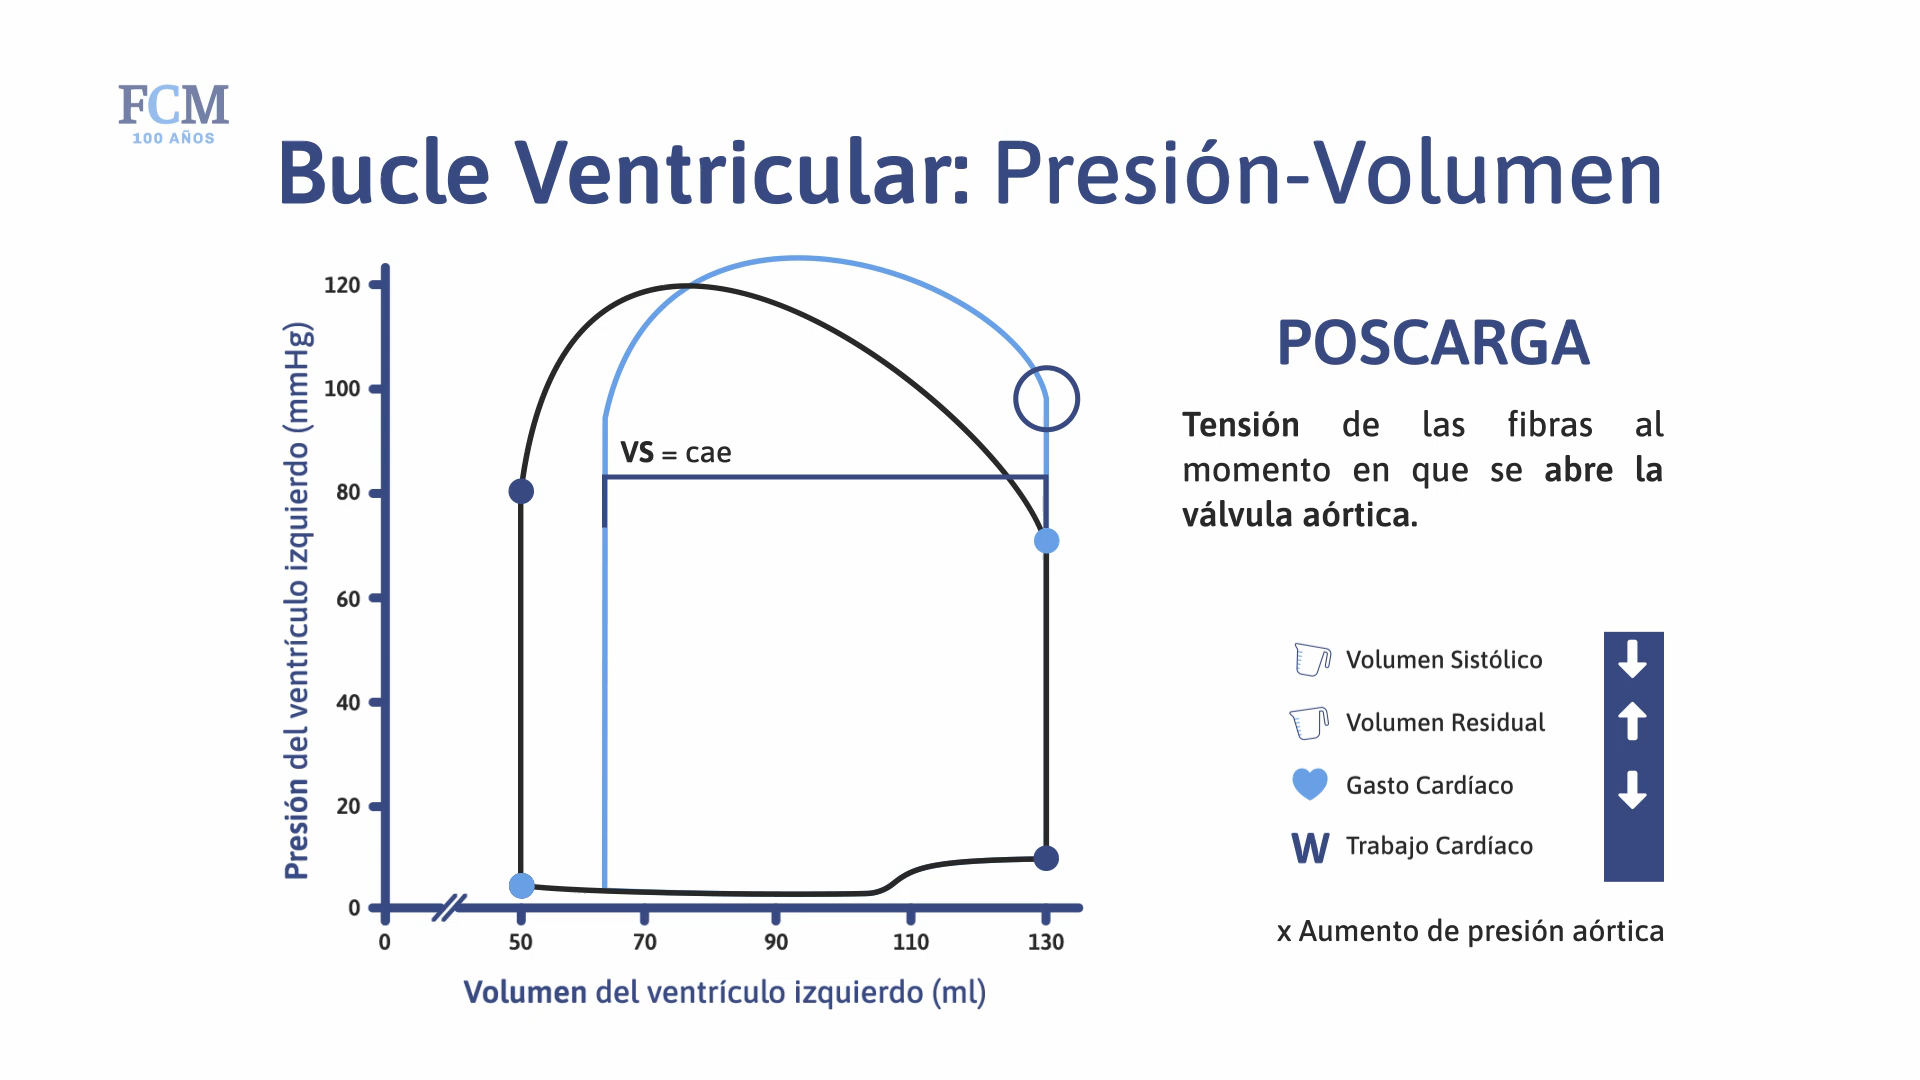 FCM
100 AÑOS
Bucle Ventricular: Presión-Volumen
Presión del ventrículo izquierdo (mmHg)
120
100
80
60
40
20
0
VS = cae
0 50 70 90 110 130
Volumen del ventrículo izquierdo (ml)
POSCARGA
Tensión de las fibras al
momento en que se abre la
válvula aórtica.
Volumen Sistólico
Volumen Residual
Gasto Cardíaco
W Trabajo Cardíaco
x Aumento de presión aórtica